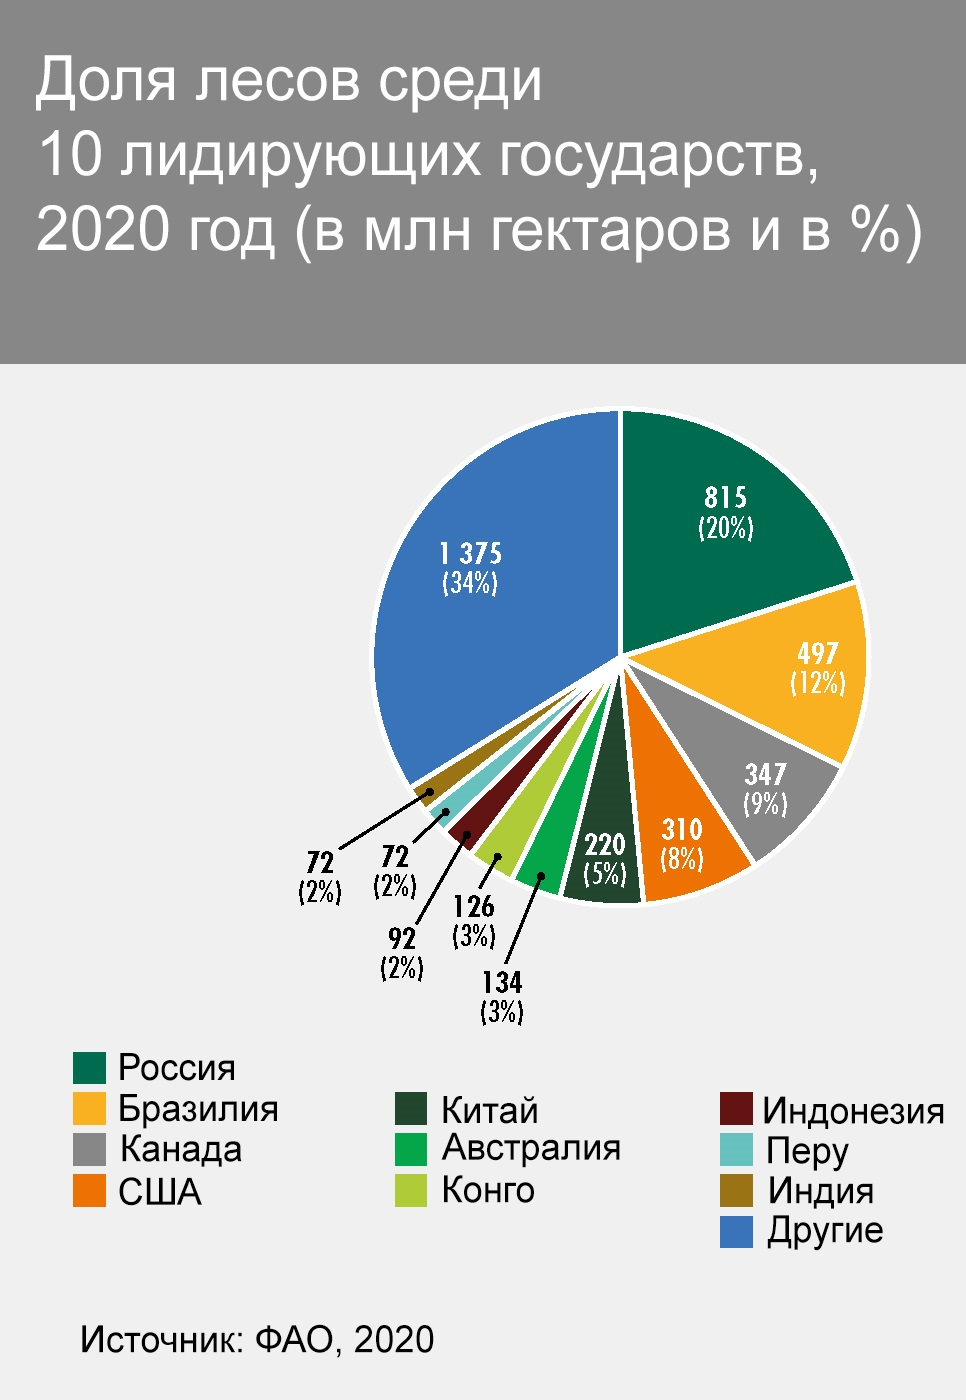 Доля лесов среди
10 лидирующих государств,
2020 год (в млн гектаров и в %)
815
(20%)
1 375
(34%)
497
(12%)
347
(9%)
310
(8%)
220
(5%)
72
(2%)
72
(2%)
92
(2%)
126
(3%)
134
(3%)
Россия
Бразилия
Канада
США
Китай
Австралия
Конго
Индонезия
Перу
Индия
Другие
Источник: ФАО, 2020